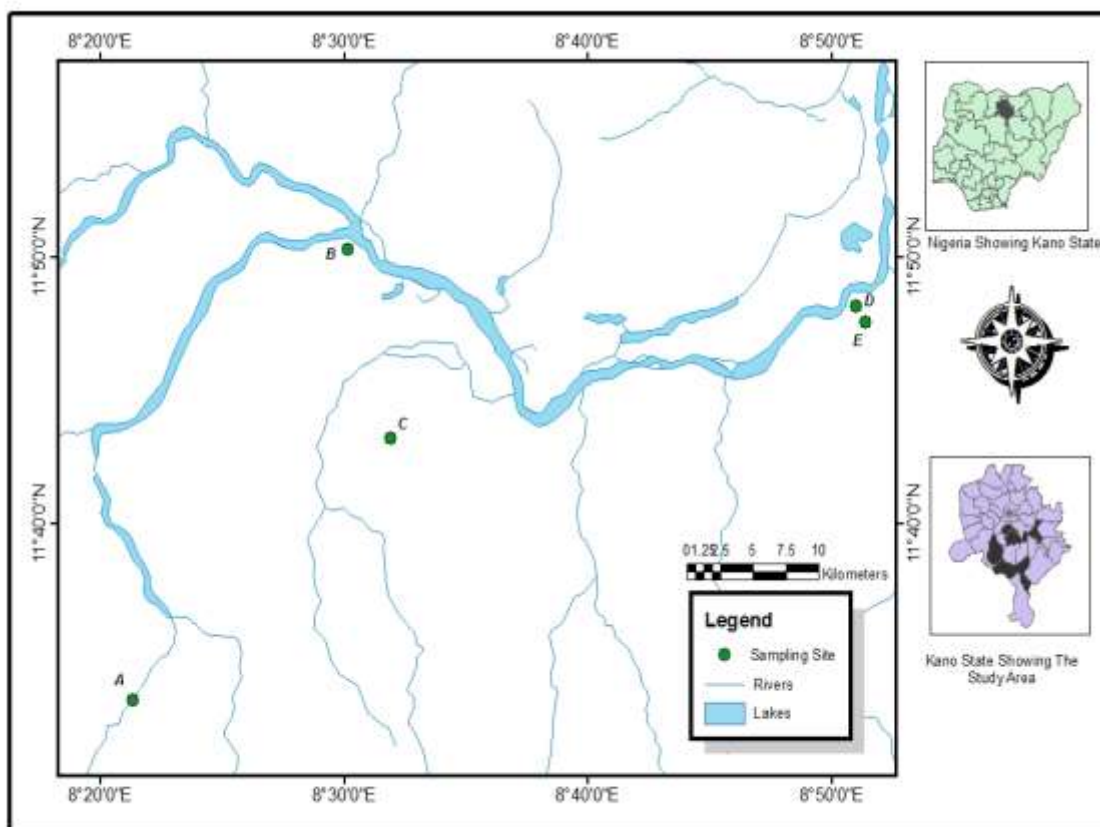 8°20'0"E 8°30'0"E 8°40'0"E 8°50'0"E
11°50'0"N
11°50'0"N
11°40'0"N
11°40'0"N
B
D
E
C
A
01.252.5 5 7.5 10
Kilometers
Legend
Sampling Site
Rivers
Lakes
8°20'0"E 8°30'0"E 8°40'0"E 8°50'0"E
Nigeria Showing Kano State
Kano State Showing The
Study Area